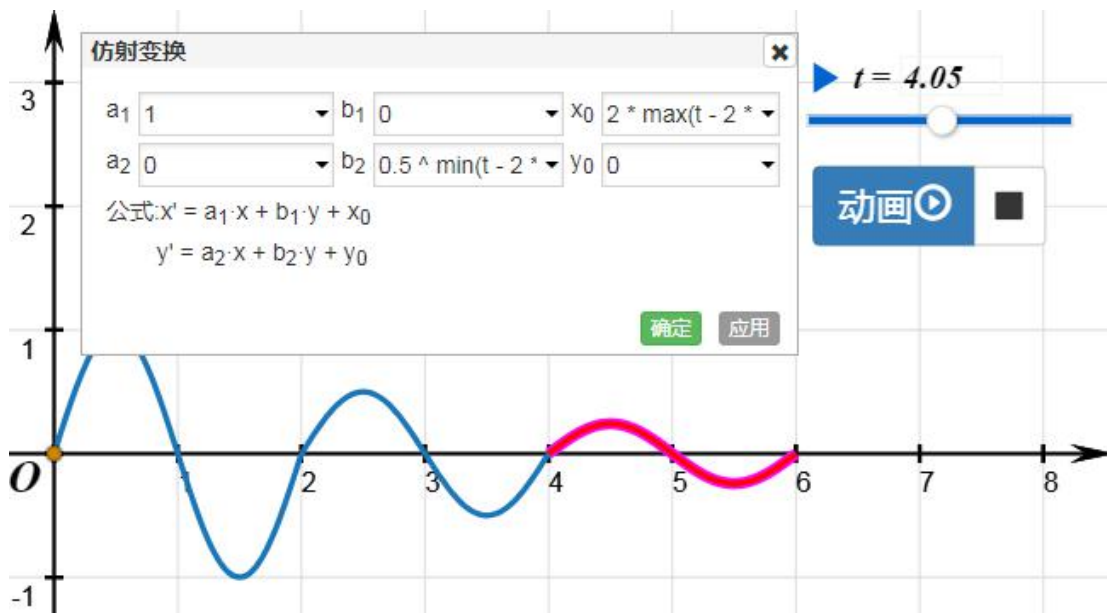 仿射变换
a1 1 b1 0 x0 2 * max(t - 2 *
a2 0 b2 0.5 ^ min(t - 2 * y0 0
公式:x' = a1·x + b1·y + x0
y' = a2·x + b2·y + y0
确定 应用
t = 4.05
动画
3
2
1
O
1 2 3 4 5 6 7 8
-1